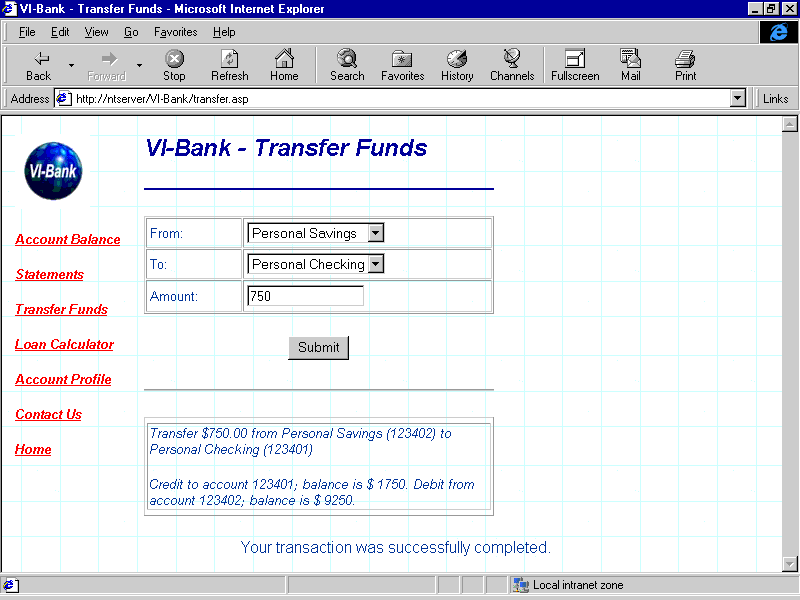 VI-Bank - Transfer Funds - Microsoft Internet Explorer
File Edit View Go Favorites Help
Back Forward Stop Refresh Home Search Favorites History Channels Fullscreen Mail Print
Address http://ntserver/VI-Bank/transfer.asp Links
VI-Bank
VI-Bank - Transfer Funds
Account Balance
Statements
Transfer Funds
Loan Calculator
Account Profile
Contact Us
Home
From: Personal Savings
To: Personal Checking
Amount: 750
Submit
Transfer $750.00 from Personal Savings (123402) to
Personal Checking (123401)
Credit to account 123401; balance is $ 1750. Debit from
account 123402; balance is $ 9250.
Your transaction was successfully completed.
Local intranet zone